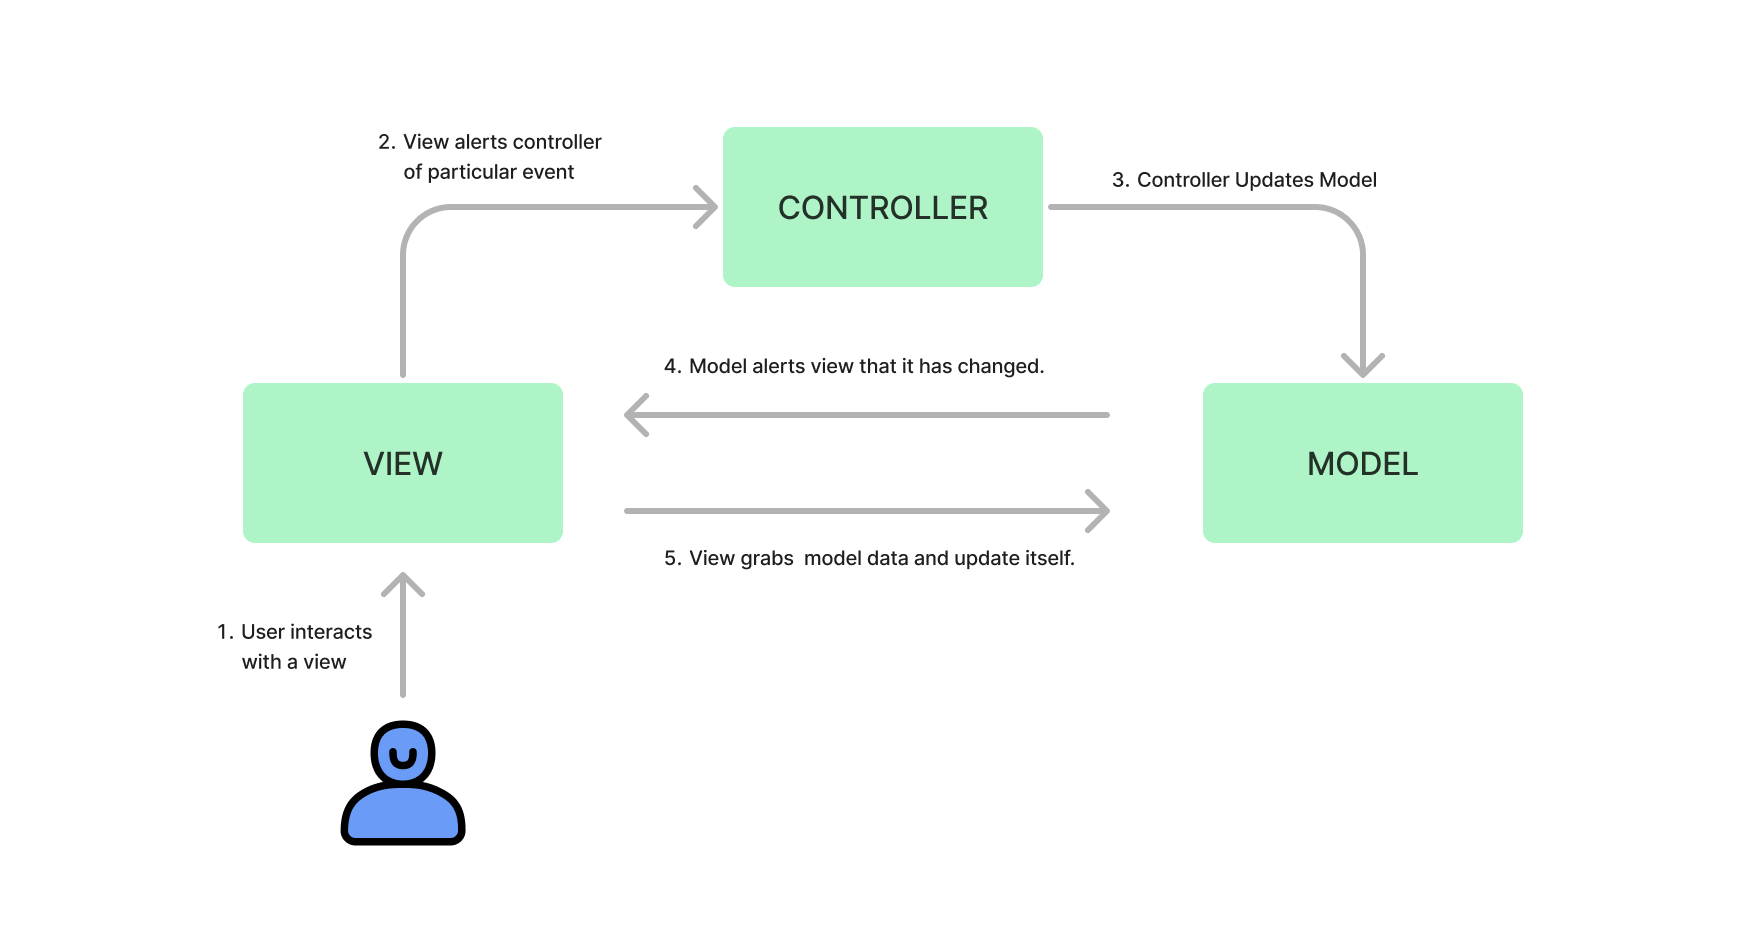 2. View alerts controller
of particular event
CONTROLLER
3. Controller Updates Model
4. Model alerts view that it has changed.
VIEW
MODEL
5. View grabs  model data and update itself.
1. User interacts
with a view